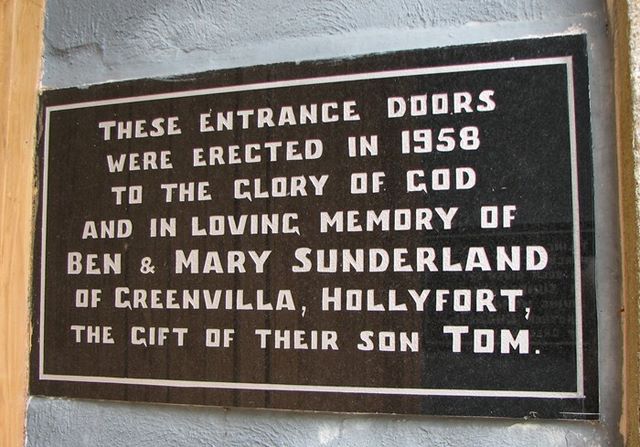 THESE ENTRANCE DOORS
WERE ERECTED IN 1958
TO THE GLORY OF GOD
AND IN LOVING MEMORY OF
BEN & MARY SUNDERLAND
OF GREENVILLA, HOLLYFORT,
THE GIFT OF THEIR SON TOM.